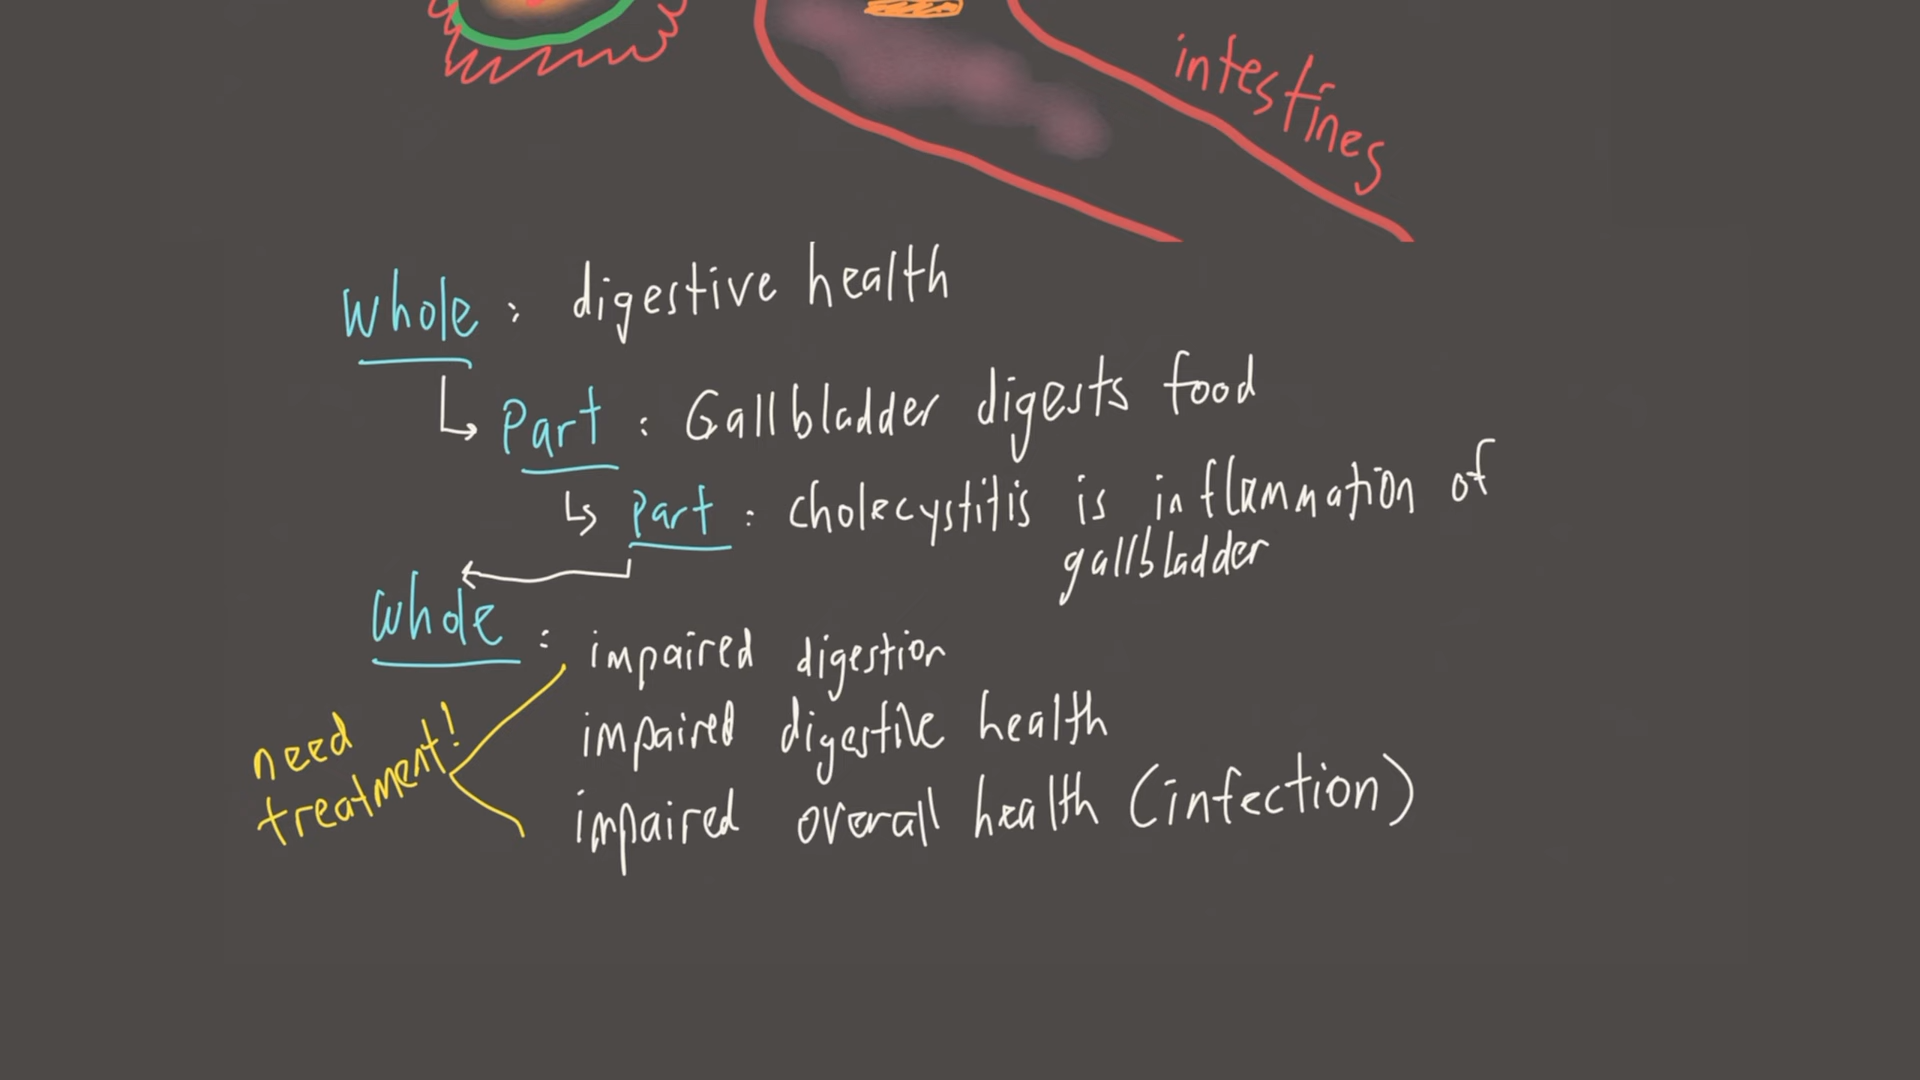 intestines
whole : digestive health
↳ Part : Gallbladder digests food
↳ Part : cholecystitis is inflammation of
gallbladder
whole : impaired digestion
impaired digestive health
impaired overall health (infection)
need
treatment!